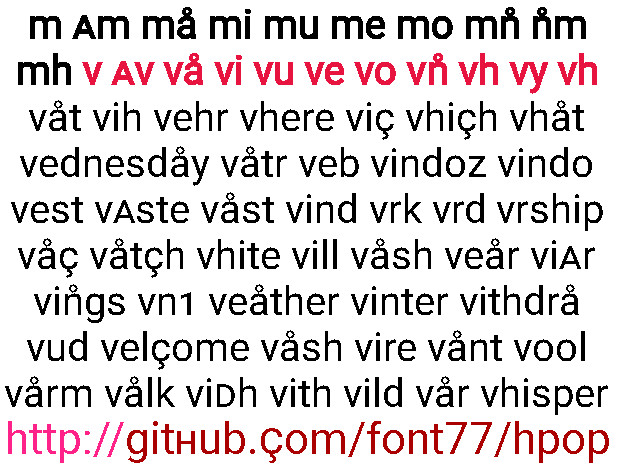 m ᴀm må mi mu me mo mn̊ n̊m
mh v ᴀv vå vi vu ve vo vn̊ vh vy vh
våt vih vehr vhere viç vhiçh vhåt
vednesdåy våtr veb vindoz vindo
vest vᴀste våst vind vrk vrd vrship
våç våtçh vhite vill våsh veår viᴀr
vin̊gs vn1 veåther vinter vithdrå
vud velçome våsh vire vånt vool
vårm vålk viᴅh vith vild vår vhisper
http://gitʜub.çom/font77/hpop